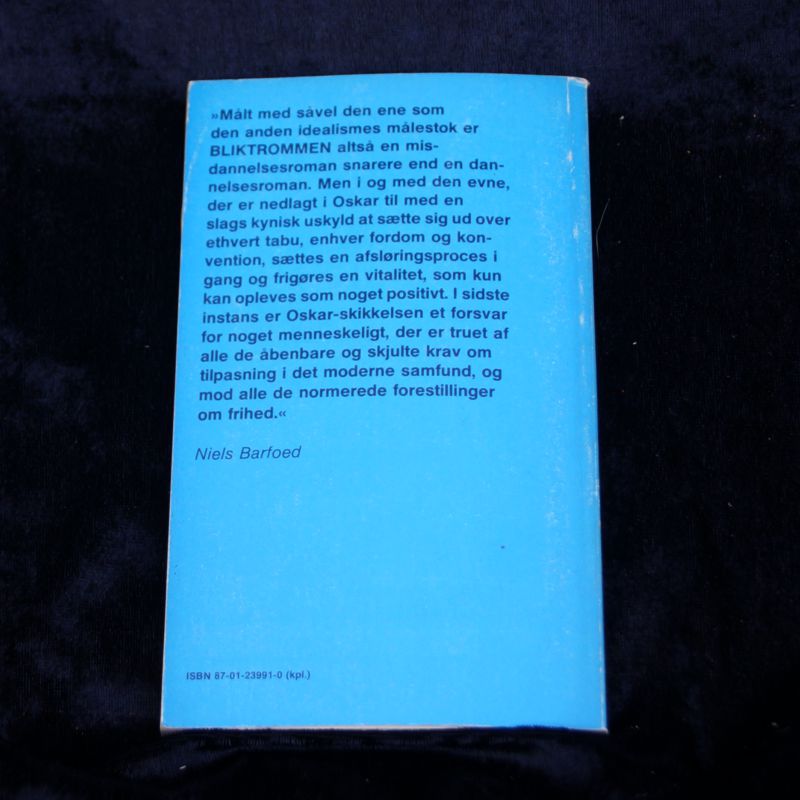 »Målt med såvel den ene som
den anden idealismes målestok er
BLIKTROMMEN altså en mis-
dannelsesroman snarere end en dan-
nelsesroman. Men i og med den evne,
der er nedlagt i Oskar til med en
slags kynisk uskyld at sætte sig ud over
ethvert tabu, enhver fordom og kon-
vention, sættes en afsløringsproces i
gang og frigøres en vitalitet, som kun
kan opleves som noget positivt. I sidste
instans er Oskar-skikkelsen et forsvar
for noget menneskeligt, der er truet af
alle de åbenbare og skjulte krav om
tilpasning i det moderne samfund, og
mod alle de normerede forestillinger
om frihed.«
Niels Barfoed
ISBN 87-01-23991-0 (kpl.)